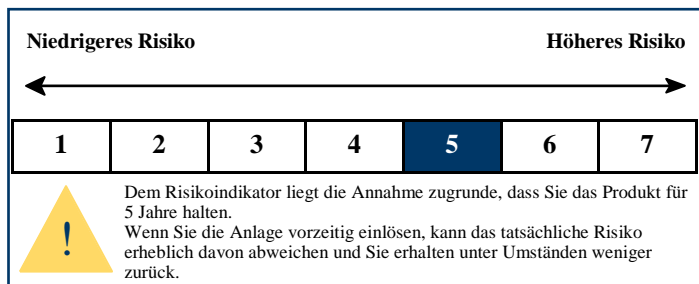 Niedrigeres Risiko Höheres Risiko
1 2 3 4 5 6 7
! Dem Risikoindikator liegt die Annahme zugrunde, dass Sie das Produkt für
5 Jahre halten.
Wenn Sie die Anlage vorzeitig einlösen, kann das tatsächliche Risiko
erheblich davon abweichen und Sie erhalten unter Umständen weniger
zurück.